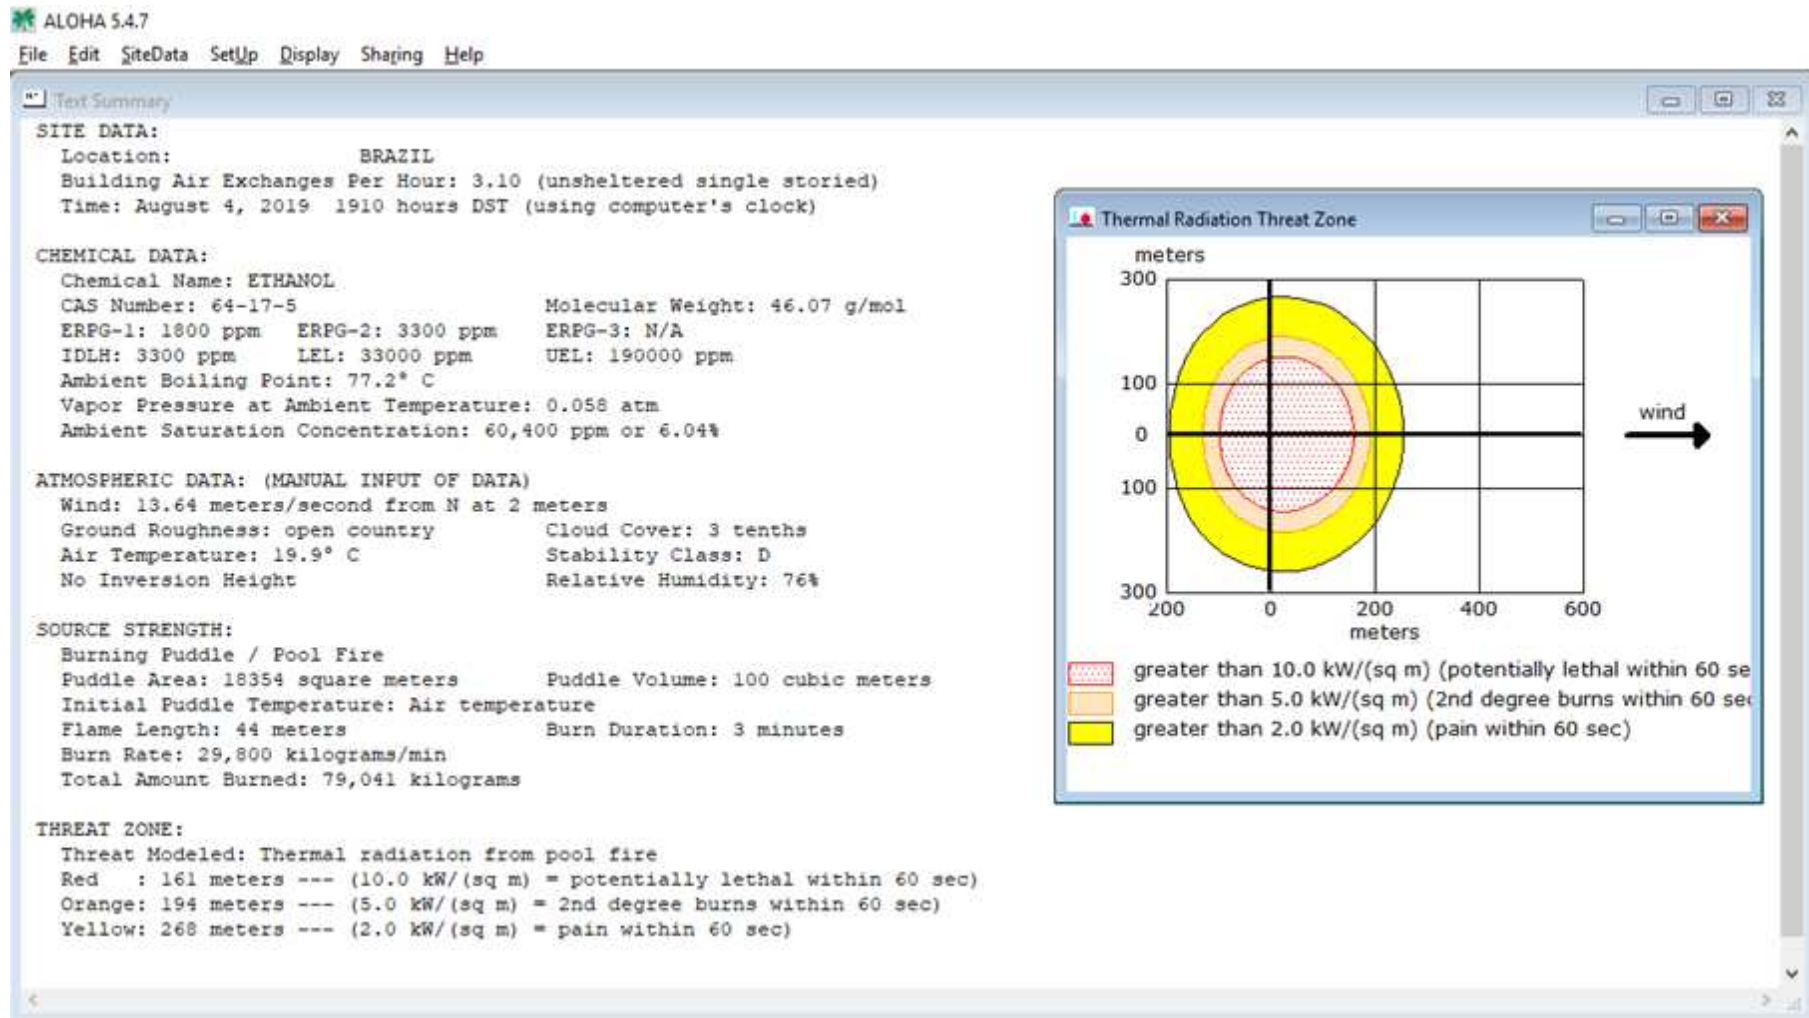 ALOHA 5.4.7
File Edit SiteData SetUp Display Sharing Help
Text Summary
SITE DATA:
Location: BRAZIL
Building Air Exchanges Per Hour: 3.10 (unsheltered single storied)
Time: August 4, 2019 1910 hours DST (using computer's clock)
CHEMICAL DATA:
Chemical Name: ETHANOL
CAS Number: 64-17-5 Molecular Weight: 46.07 g/mol
ERPG-1: 1800 ppm ERPG-2: 3300 ppm ERPG-3: N/A
IDLH: 3300 ppm LEL: 33000 ppm UEL: 190000 ppm
Ambient Boiling Point: 77.2° C
Vapor Pressure at Ambient Temperature: 0.058 atm
Ambient Saturation Concentration: 60,400 ppm or 6.04%
ATMOSPHERIC DATA: (MANUAL INPUT OF DATA)
Wind: 13.64 meters/second from N at 2 meters
Ground Roughness: open country Cloud Cover: 3 tenths
Air Temperature: 19.9° C Stability Class: D
No Inversion Height Relative Humidity: 76%
SOURCE STRENGTH:
Burning Puddle / Pool Fire
Puddle Area: 18354 square meters Puddle Volume: 100 cubic meters
Initial Puddle Temperature: Air temperature
Flame Length: 44 meters Burn Duration: 3 minutes
Burn Rate: 29,800 kilograms/min
Total Amount Burned: 79,041 kilograms
THREAT ZONE:
Threat Modeled: Thermal radiation from pool fire
Red : 161 meters --- (10.0 kW/(sq m) = potentially lethal within 60 sec)
Orange: 194 meters --- (5.0 kW/(sq m) = 2nd degree burns within 60 sec)
Yellow: 268 meters --- (2.0 kW/(sq m) = pain within 60 sec)
Thermal Radiation Threat Zone
meters
300
100
0
100
300
200 0 200 400 600
meters
wind
greater than 10.0 kW/(sq m) (potentially lethal within 60 se
greater than 5.0 kW/(sq m) (2nd degree burns within 60 sec
greater than 2.0 kW/(sq m) (pain within 60 sec)